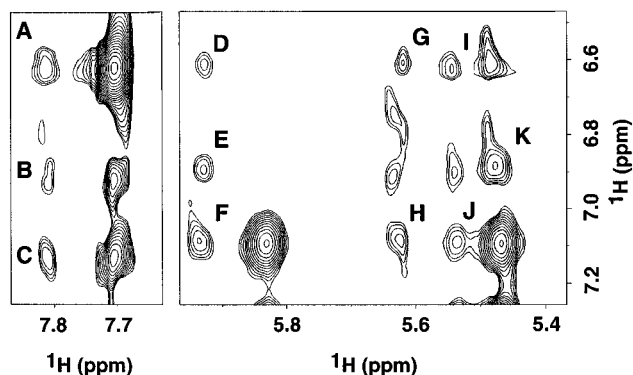 A
D
G
I
6.6
E
K
6.8
B
7.0
F
H
J
C
7.2
7.8 7.7
5.8 5.6 5.4
¹H (ppm)
¹H (ppm)
¹H (ppm)